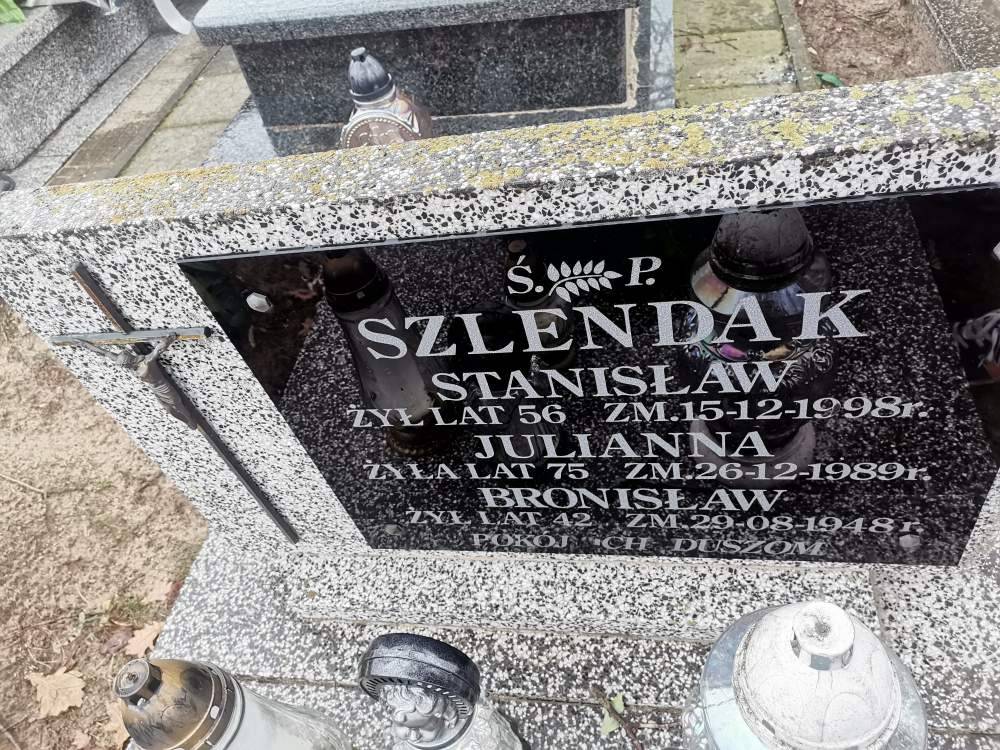 Ś. P.
SZLENDAK
STANISŁAW
ŻYŁ LAT 56 ZM. 15-12-1998r.
JULIANNA
ŻYŁA LAT 75 ZM. 26-12-1989r.
BRONISŁAW
ŻYŁ LAT 42 ZM. 29-08-1948r.
POKÓJ ICH DUSZOM